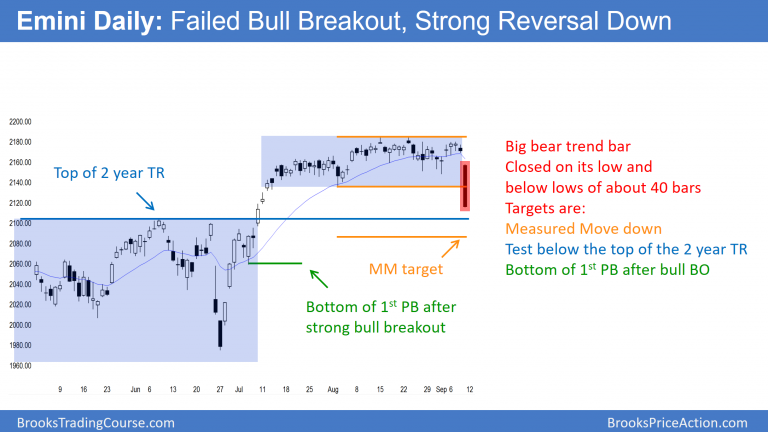 Emini Daily: Failed Bull Breakout, Strong Reversal Down
2200.00
2180.00
2160.00
2140.00
2120.00
2100.00
2080.00
2060.00
2040.00
2020.00
2000.00
1980.00
1960.00
Top of 2 year TR
MM target
Bottom of 1st PB after
strong bull breakout
9 16 23 Jun 6 13 20 27 Jul 11 18 25 Aug 8 15 22 29 Sep 6 12
Big bear trend bar
Closed on its low and
below lows of about 40 bars
Targets are:
Measured Move down
Test below the top of the 2 year TR
Bottom of 1st PB after bull BO
BrooksTradingCourse.com
BrooksPriceAction.com